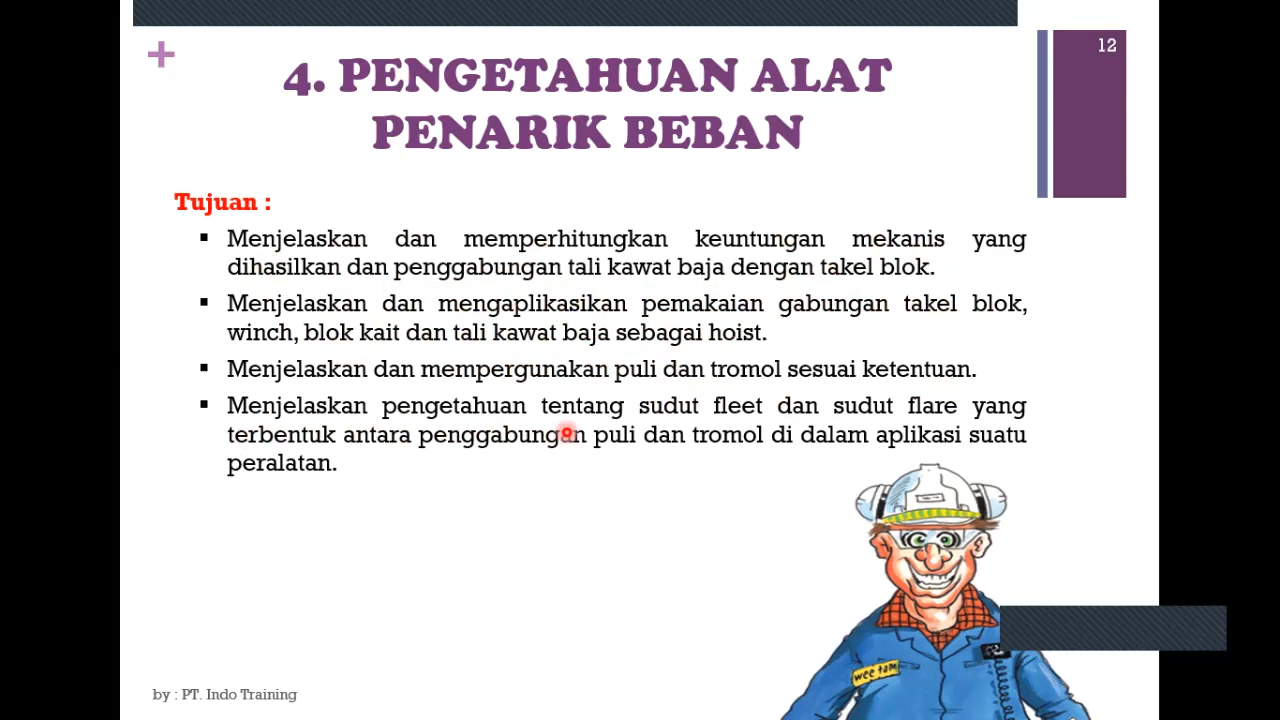 12
4. PENGETAHUAN ALAT
PENARIK BEBAN
Tujuan :
Menjelaskan dan memperhitungkan keuntungan mekanis yang
dihasilkan dan penggabungan tali kawat baja dengan takel blok.
Menjelaskan dan mengaplikasikan pemakaian gabungan takel blok,
winch, blok kait dan tali kawat baja sebagai hoist.
Menjelaskan dan mempergunakan puli dan tromol sesuai ketentuan.
Menjelaskan pengetahuan tentang sudut fleet dan sudut flare yang
terbentuk antara penggabungan puli dan tromol di dalam aplikasi suatu
peralatan.
wee tam
by : PT. Indo Training